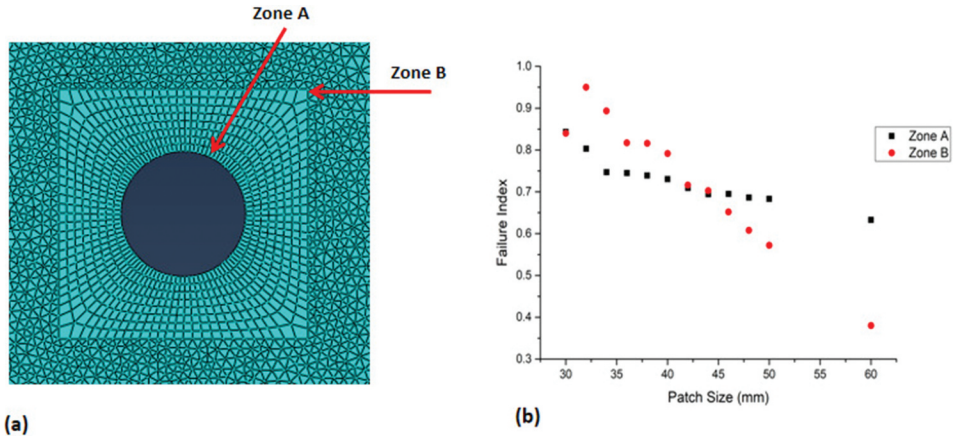 Zone A
Zone B
(a)
1.0
0.9
0.8
0.7
0.6
0.5
0.4
0.3
Failure Index
30
35
40
45
50
55
60
Patch Size (mm)
Zone A
Zone B
(b)